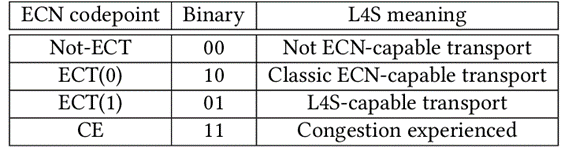 ECN codepoint Binary L4S meaning
Not-ECT 00 Not ECN-capable transport
ECT(0) 10 Classic ECN-capable transport
ECT(1) 01 L4S-capable transport
CE 11 Congestion experienced